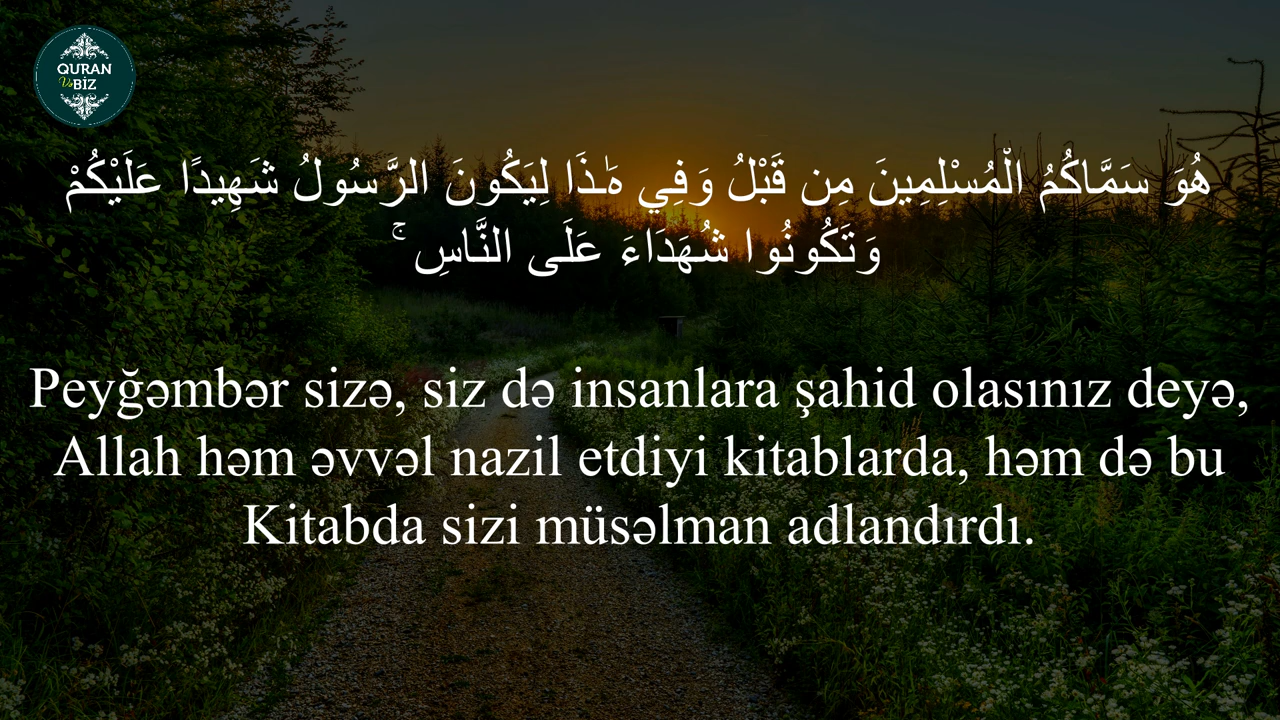 QURAN
Və
BİZ
هُوَ سَمَّاكُمُ الْمُسْلِمِينَ مِن قَبْلُ وَفِي هَٰذَا لِيَكُونَ الرَّسُولُ شَهِيدًا عَلَيْكُمْ
وَتَكُونُوا شُهَدَاءَ عَلَى النَّاسِ ۚ
Peyğəmbər sizə, siz də insanlara şahid olasınız deyə,
Allah həm əvvəl nazil etdiyi kitablarda, həm də bu
Kitabda sizi müsəlman adlandırdı.